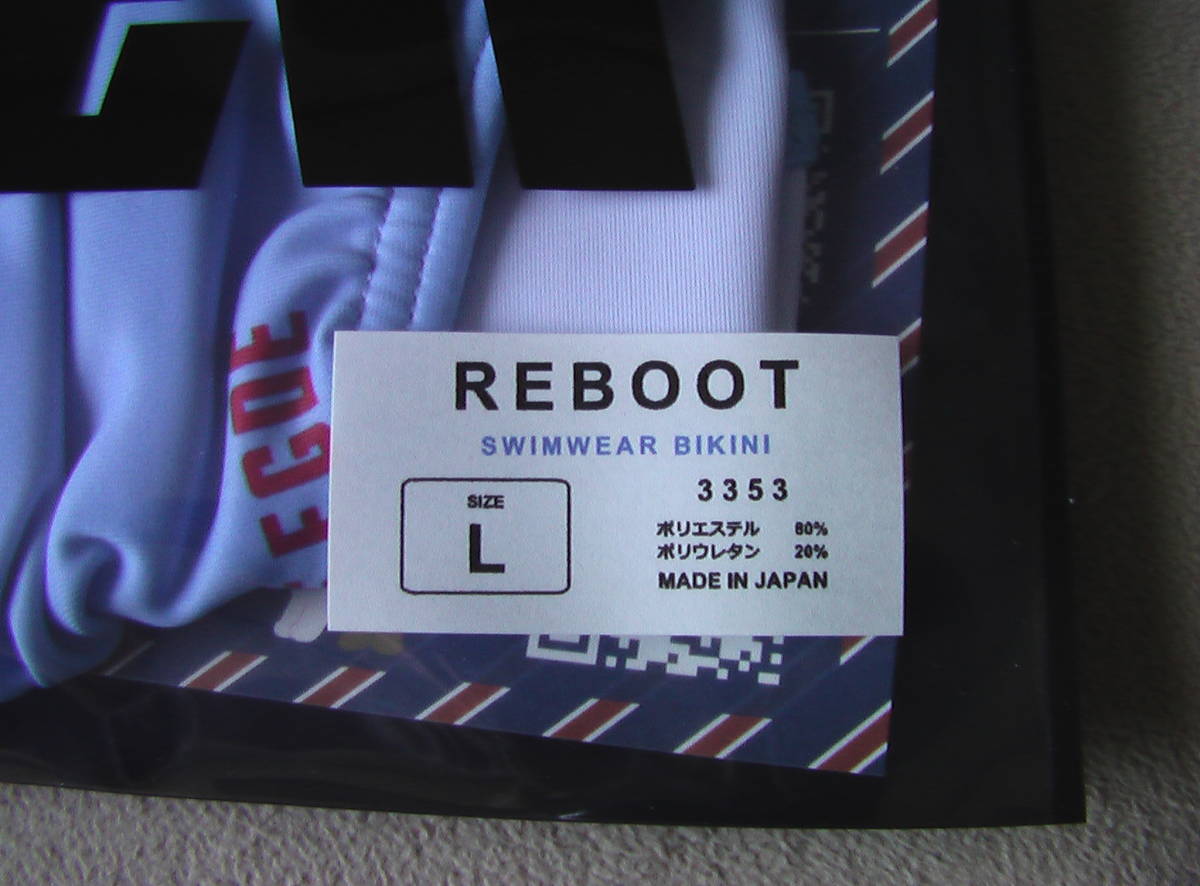 REBOOT
SWIMWEAR BIKINI
SIZE
L
3353
ポリエステル 80%
ポリウレタン 20%
MADE IN JAPAN